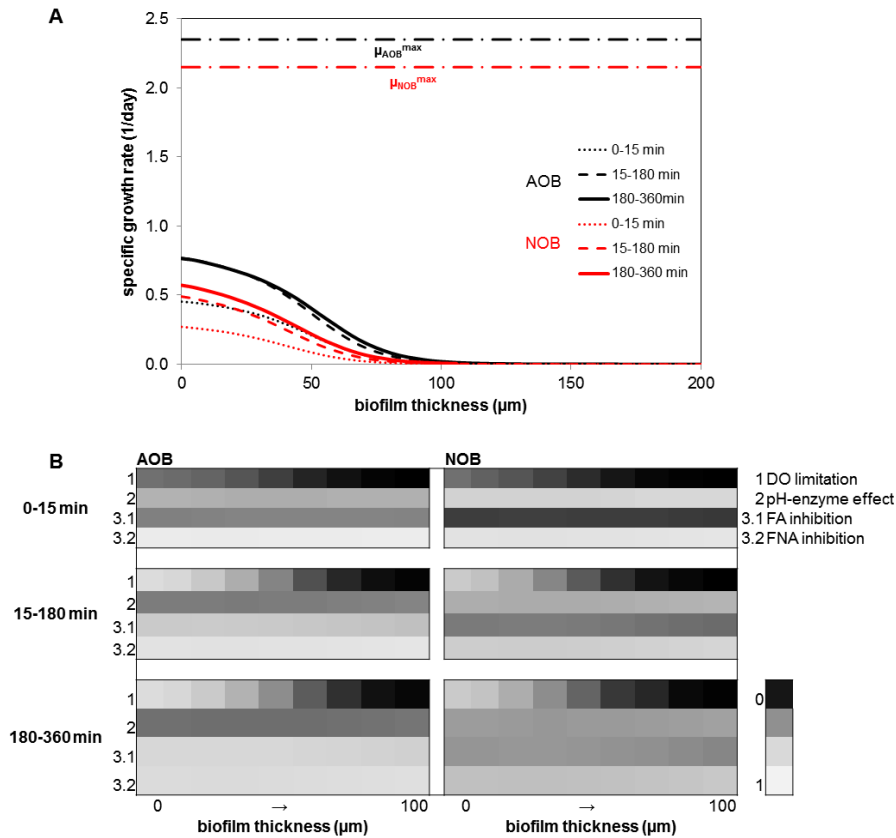 A
2.5
2.0
1.5
1.0
0.5
0.0
specific growth rate (1/day)
μAOBmax
μNOBmax
AOB
0-15 min
15-180 min
180-360min
NOB
0-15 min
15-180 min
180-360 min
0 50 100 150 200
biofilm thickness (μm)
B
AOB NOB
0-15 min
1
2
3.1
3.2
1 DO limitation
2 pH-enzyme effect
3.1 FA inhibition
3.2 FNA inhibition
15-180 min
1
2
3.1
3.2
180-360 min
1
2
3.1
3.2
0
1
0 → 100 0 → 100
biofilm thickness (μm) biofilm thickness (μm)